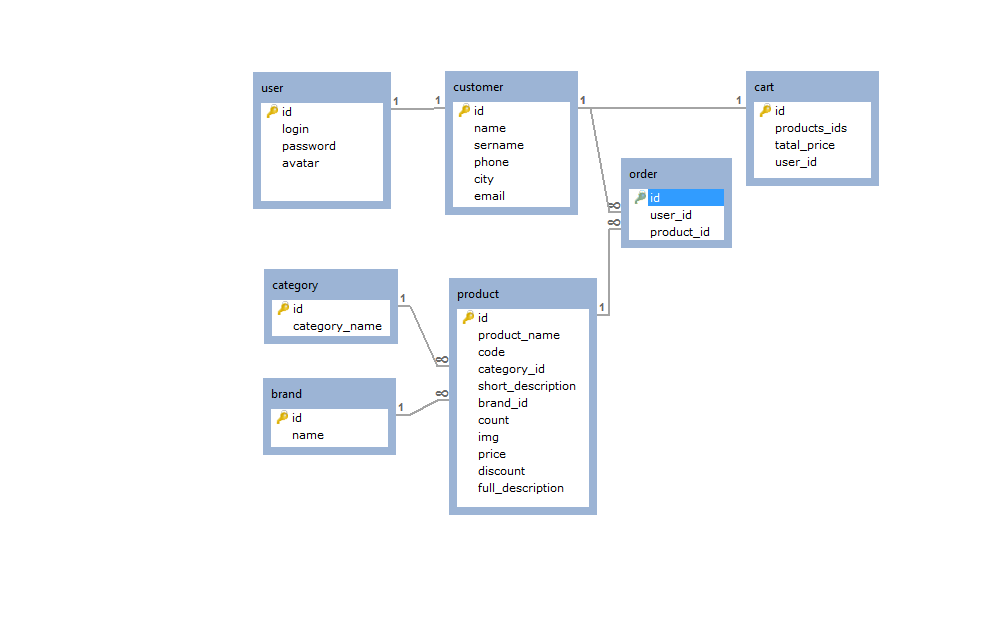 user
id
login
password
avatar
1
1
customer
id
name
sername
phone
city
email
1
1
cart
id
products_ids
tatal_price
user_id
order
id
user_id
product_id
∞
∞
category
id
category_name
1
∞
brand
id
name
1
∞
product
id
product_name
code
category_id
short_description
brand_id
count
img
price
discount
full_description
1